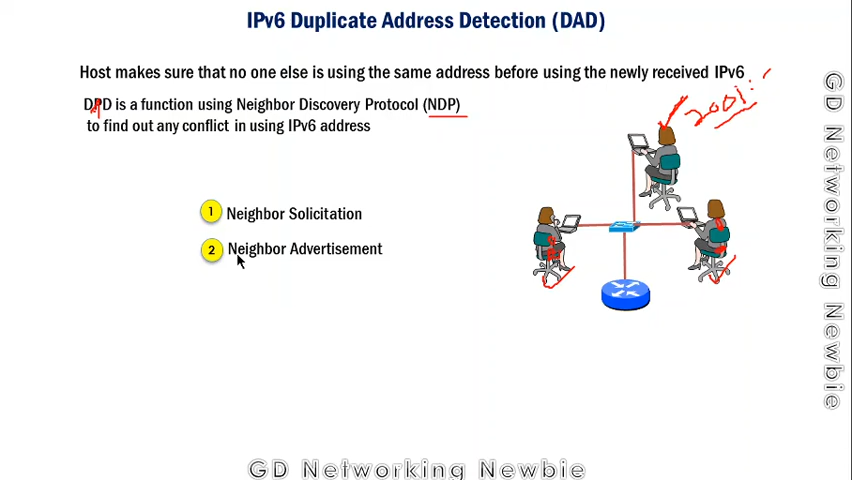 IPv6 Duplicate Address Detection (DAD)
Host makes sure that no one else is using the same address before using the newly received IPv6
DAD is a function using Neighbor Discovery Protocol (NDP)
to find out any conflict in using IPv6 address
2001:
1 Neighbor Solicitation
2 Neighbor Advertisement
GD Networking Newbie
GD Networking Newbie